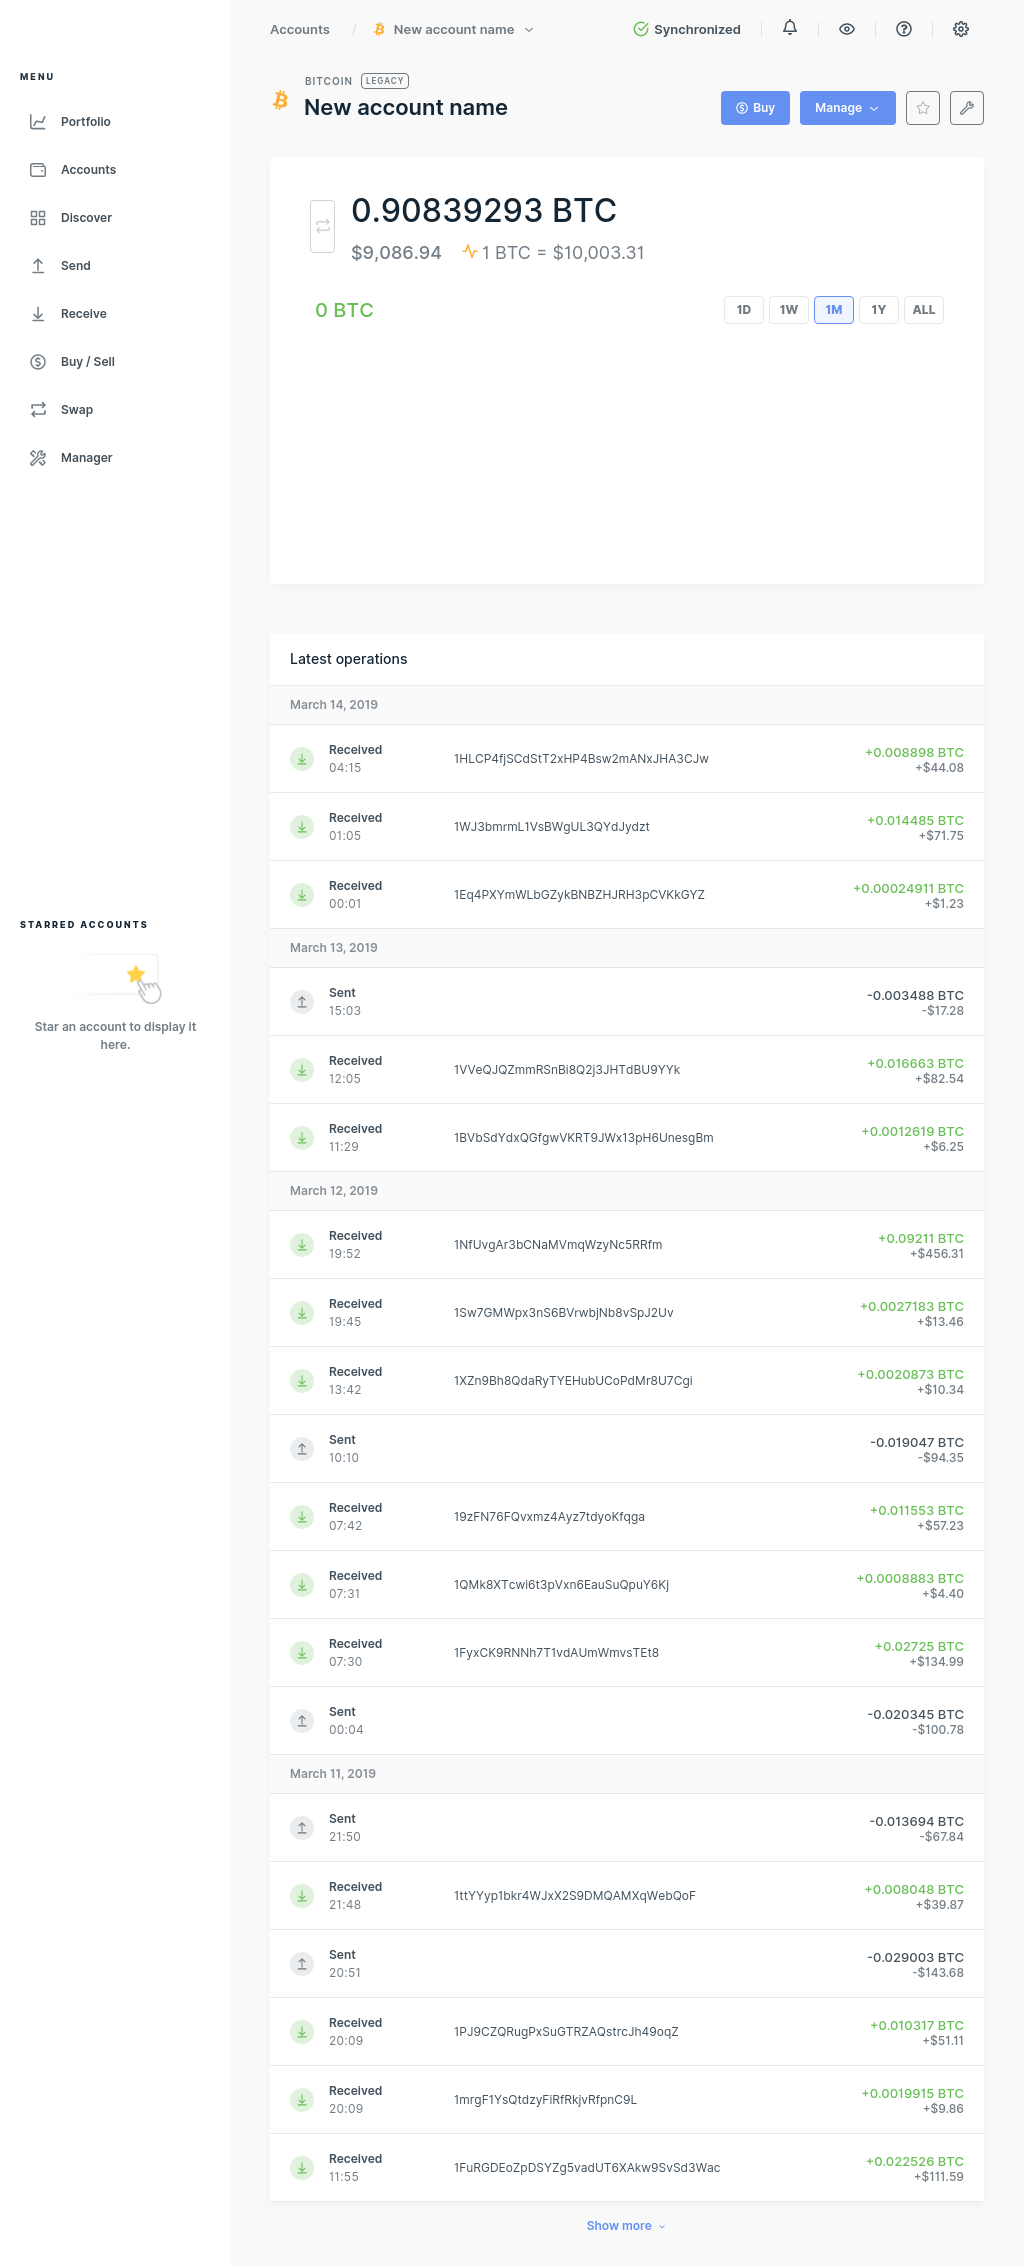 Accounts / New account name
Synchronized
MENU
Portfolio
Accounts
Discover
Send
Receive
Buy / Sell
Swap
Manager
STARRED ACCOUNTS
Star an account to display it
here.
BITCOIN LEGACY
New account name
Buy
Manage
0.90839293 BTC
$9,086.94 1 BTC = $10,003.31
0 BTC
1D 1W 1M 1Y ALL
Latest operations
March 14, 2019
Received
04:15
1HLCP4fjSCdStT2xHP4Bsw2mANxJHA3CJw
+0.008898 BTC
+$44.08
Received
01:05
1WJ3bmrmL1VsBWgUL3QYdJydzt
+0.014485 BTC
+$71.75
Received
00:01
1Eq4PXYmWLbGZykBNBZHJRH3pCVKkGYZ
+0.00024911 BTC
+$1.23
March 13, 2019
Sent
15:03
-0.003488 BTC
-$17.28
Received
12:05
1VVeQJQZmmRSnBi8Q2j3JHTdBU9YYk
+0.016663 BTC
+$82.54
Received
11:29
1BVbSdYdxQGfgwVKRT9JWx13pH6UnesgBm
+0.0012619 BTC
+$6.25
March 12, 2019
Received
19:52
1NfUvgAr3bCNaMVmqWzyNc5RRfm
+0.09211 BTC
+$456.31
Received
19:45
1Sw7GMWpx3nS6BVrwbjNb8vSpJ2Uv
+0.0027183 BTC
+$13.46
Received
13:42
1XZn9Bh8QdaRyTYEHubUCoPdMr8U7Cgi
+0.0020873 BTC
+$10.34
Sent
10:10
-0.019047 BTC
-$94.35
Received
07:42
19zFN76FQvxmz4Ayz7tdyoKfqga
+0.011553 BTC
+$57.23
Received
07:31
1QMk8XTcwi6t3pVxn6EauSuQpuY6Kj
+0.0008883 BTC
+$4.40
Received
07:30
1FyxCK9RNNh7T1vdAUmWmvsTEt8
+0.02725 BTC
+$134.99
Sent
00:04
-0.020345 BTC
-$100.78
March 11, 2019
Sent
21:50
-0.013694 BTC
-$67.84
Received
21:48
1ttYYyp1bkr4WJxX2S9DMQAMXqWebQoF
+0.008048 BTC
+$39.87
Sent
20:51
-0.029003 BTC
-$143.68
Received
20:09
1PJ9CZQRugPxSuGTRZAQstrcJh49oqZ
+0.010317 BTC
+$51.11
Received
20:09
1mrgF1YsQtdzyFiRfRkjvRfpnC9L
+0.0019915 BTC
+$9.86
Received
11:55
1FuRGDEoZpDSYZg5vadUT6XAkw9SvSd3Wac
+0.022526 BTC
+$111.59
Show more